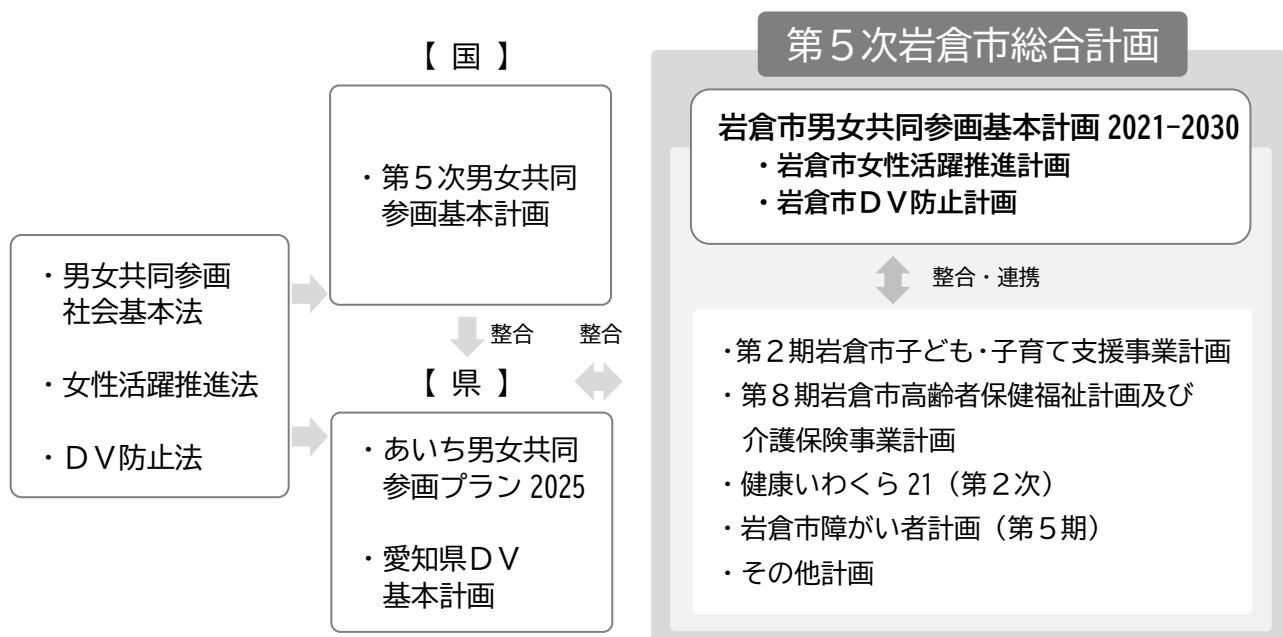 ・男女共同参画
社会基本法
・女性活躍推進法
・ＤＶ防止法
【 国 】
・第５次男女共同
参画基本計画
整合
整合
【 県 】
・あいち男女共同
参画プラン 2025
・愛知県ＤＶ
基本計画
第５次岩倉市総合計画
岩倉市男女共同参画基本計画 2021-2030
・岩倉市女性活躍推進計画
・岩倉市ＤＶ防止計画
整合・連携
・第２期岩倉市子ども・子育て支援事業計画
・第８期岩倉市高齢者保健福祉計画及び
介護保険事業計画
・健康いわくら 21（第２次）
・岩倉市障がい者計画（第５期）
・その他計画